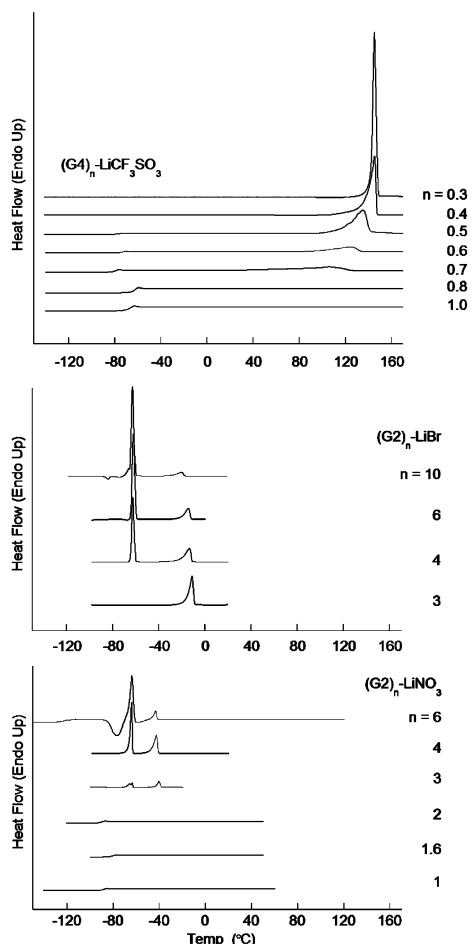 Heat Flow (Endo Up)
(G4)n-LiCF3SO3
n = 0.3
0.4
0.5
0.6
0.7
0.8
1.0
-120 -80 -40 0 40 80 120 160
Heat Flow (Endo Up)
(G2)n-LiBr
n = 10
6
4
3
-120 -80 -40 0 40 80 120 160
Heat Flow (Endo Up)
(G2)n-LiNO3
n = 6
4
3
2
1.6
1
-120 -80 -40 0 40 80 120 160
Temp (°C)